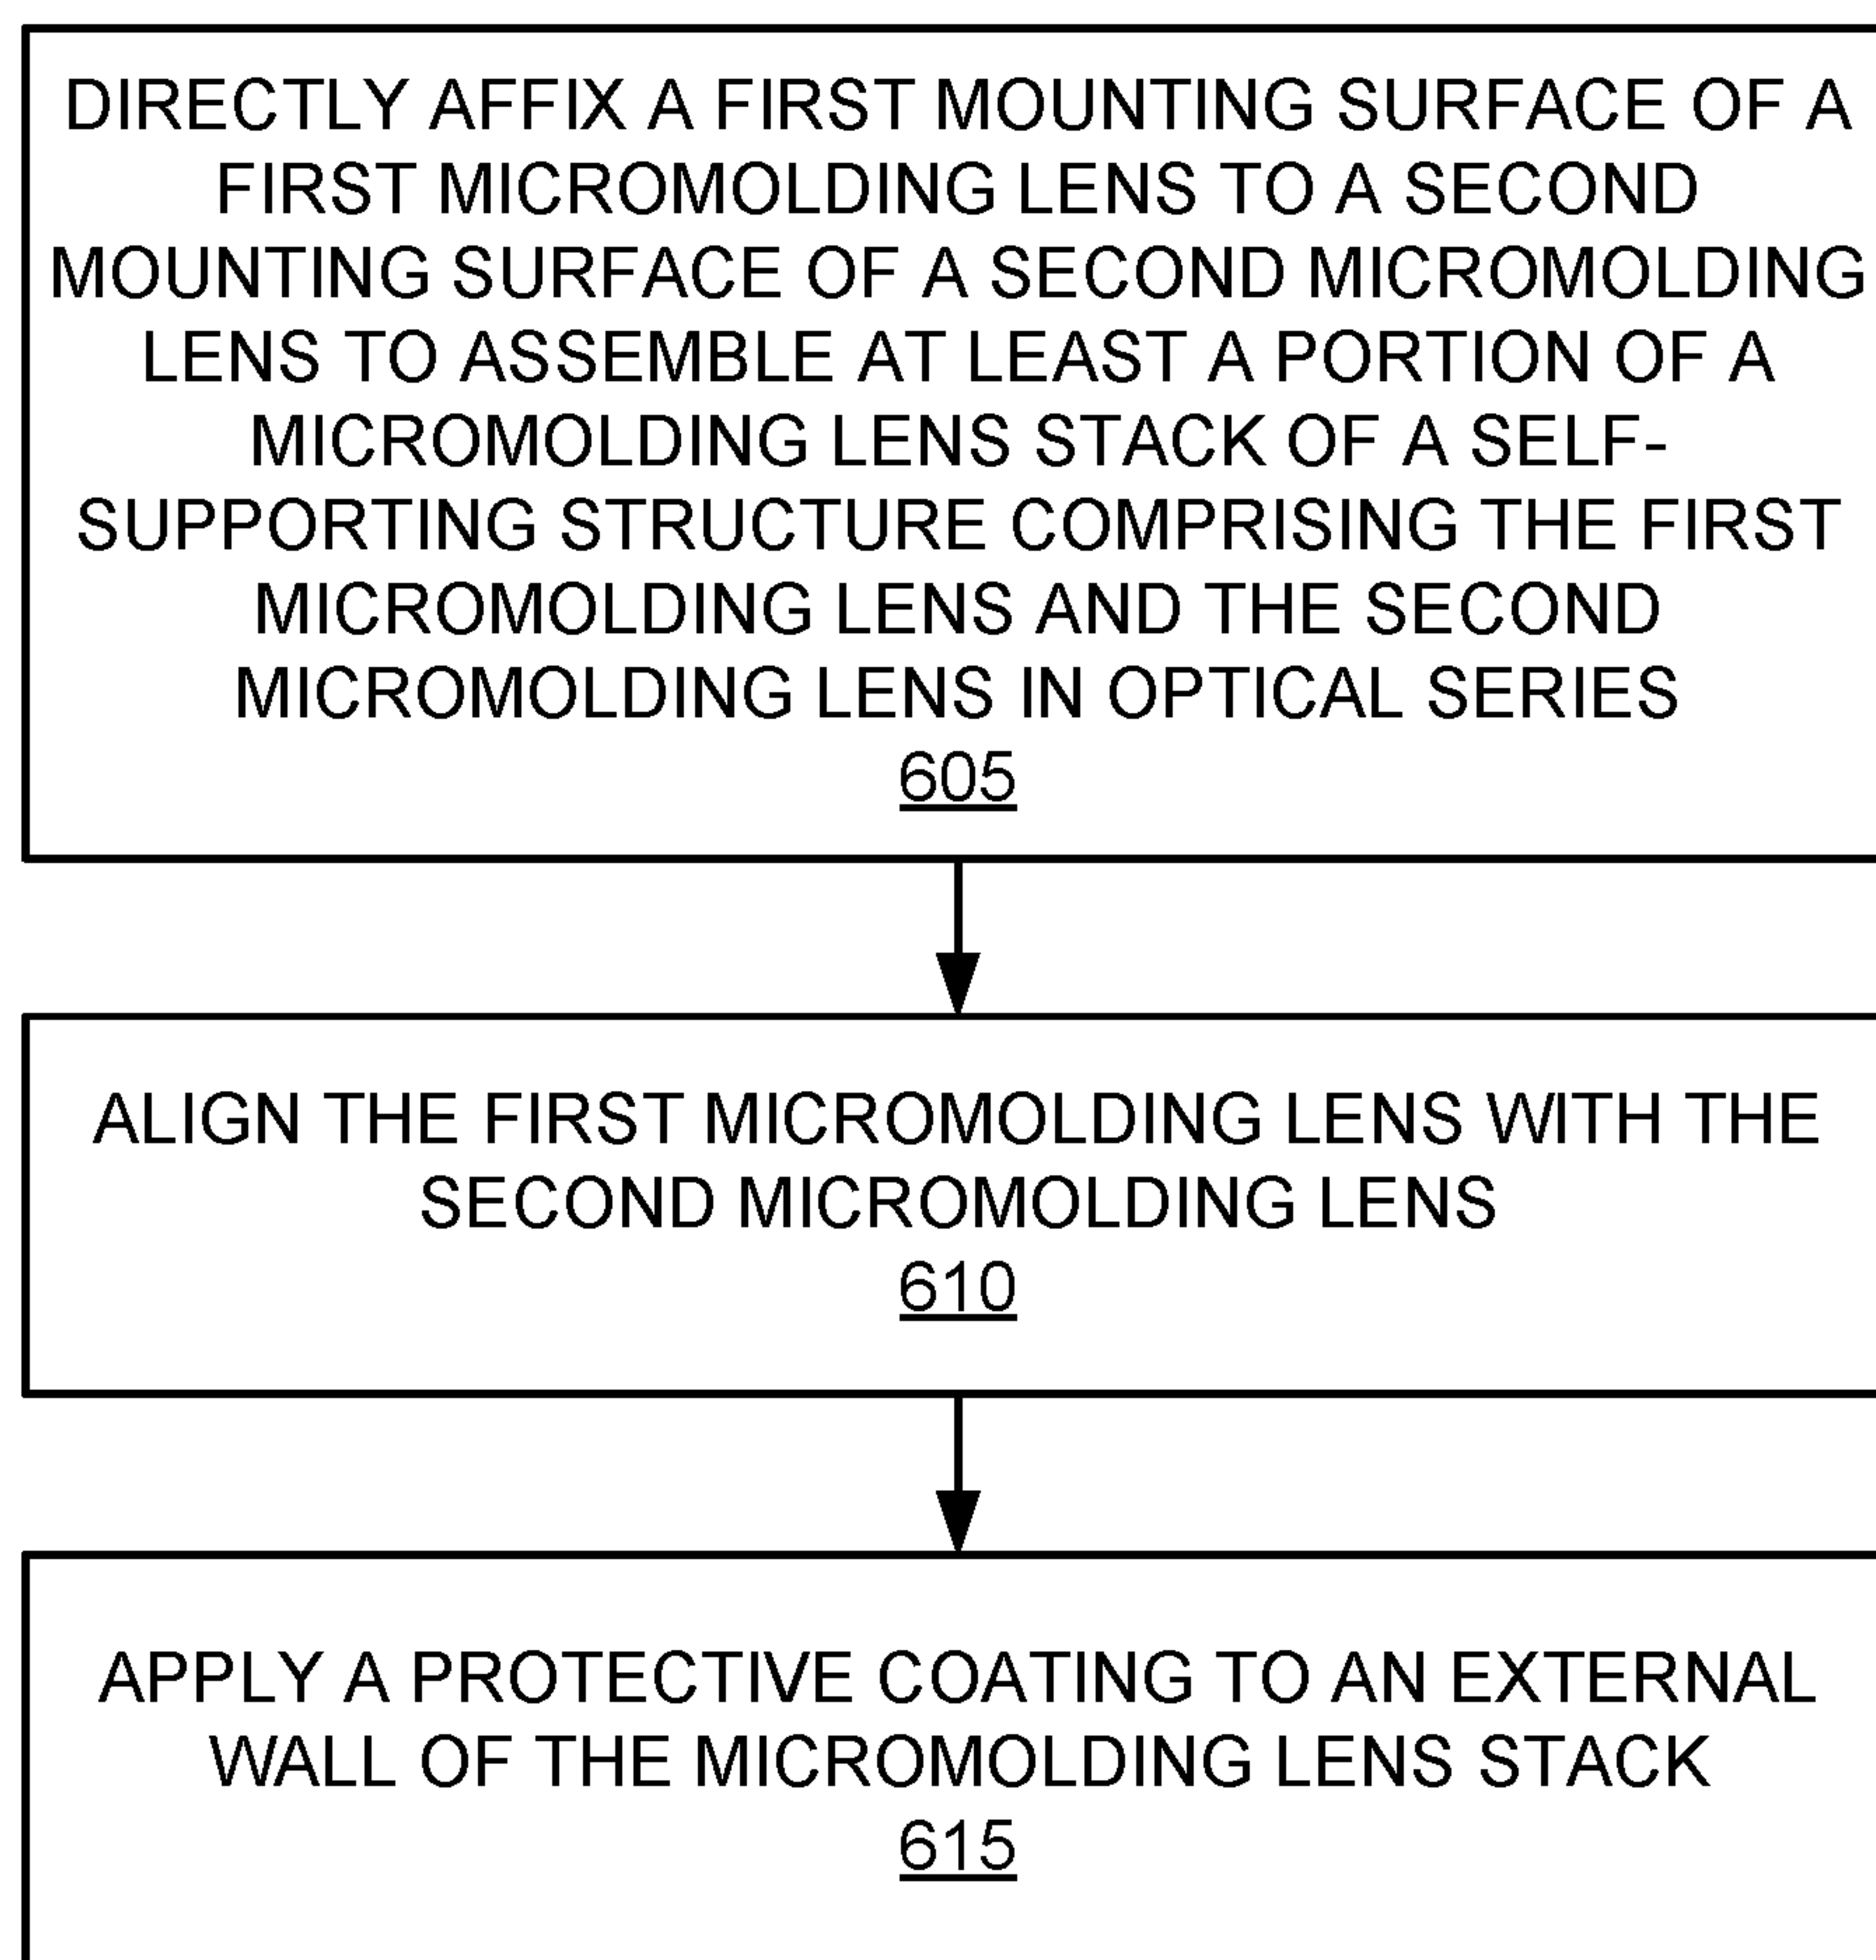 DIRECTLY AFFIX A FIRST MOUNTING SURFACE OF A
FIRST MICROMOLDING LENS TO A SECOND
MOUNTING SURFACE OF A SECOND MICROMOLDING
LENS TO ASSEMBLE AT LEAST A PORTION OF A
MICROMOLDING LENS STACK OF A SELF-
SUPPORTING STRUCTURE COMPRISING THE FIRST
MICROMOLDING LENS AND THE SECOND
MICROMOLDING LENS IN OPTICAL SERIES
605
ALIGN THE FIRST MICROMOLDING LENS WITH THE
SECOND MICROMOLDING LENS
610
APPLY A PROTECTIVE COATING TO AN EXTERNAL
WALL OF THE MICROMOLDING LENS STACK
615